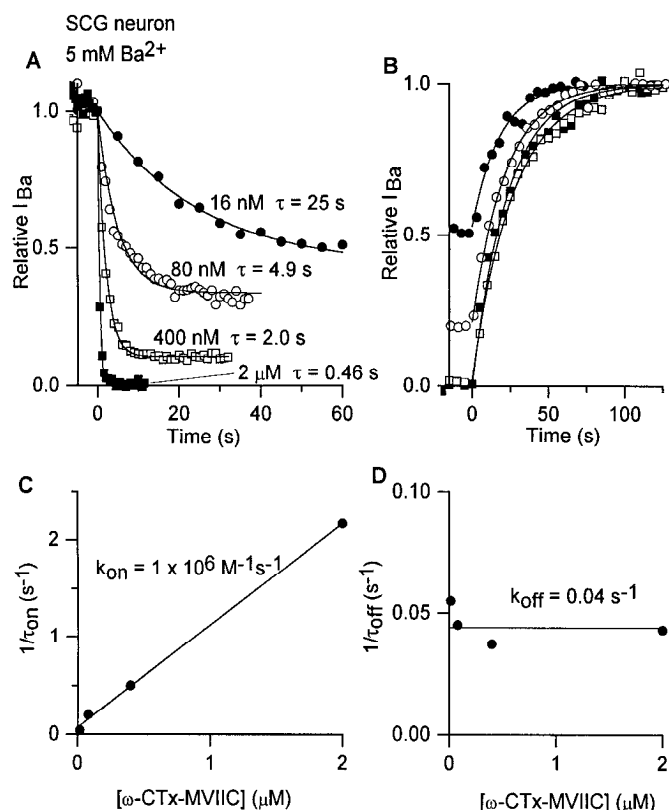 SCG neuron
5 mM Ba2+
A
B
1.0
0.5
0.0
Relative IBa
16 nM τ = 25 s
80 nM τ = 4.9 s
400 nM τ = 2.0 s
2 μM τ = 0.46 s
0 20 40 60
Time (s)
1.0
0.5
0.0
Relative IBa
0 50 100
Time (s)
C
D
2
1
0
1/τon (s-1)
kon = 1 x 106 M-1s-1
0 1 2
[ω-CTx-MVIIC] (μM)
0.10
0.05
0.00
1/τoff (s-1)
koff = 0.04 s-1
0 1 2
[ω-CTx-MVIIC] (μM)